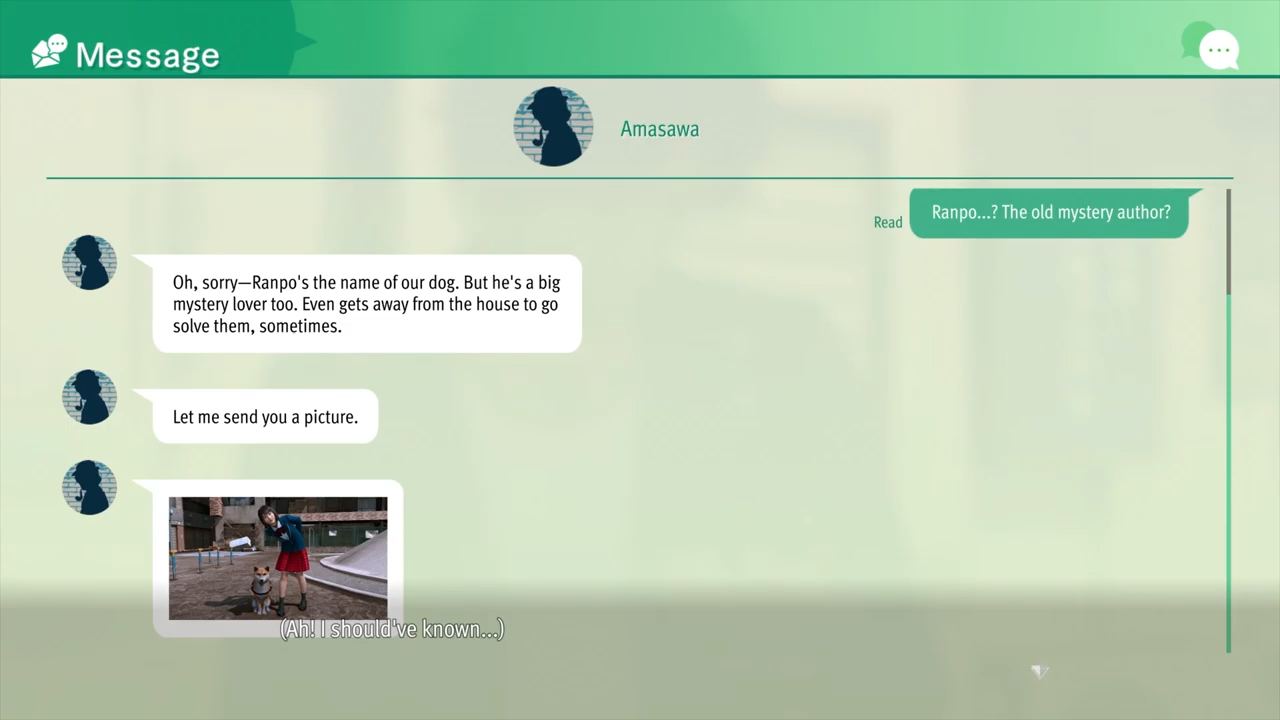 Message
Amasawa
Ranpo...? The old mystery author?
Read
Oh, sorry—Ranpo's the name of our dog. But he's a big
mystery lover too. Even gets away from the house to go
solve them, sometimes.
Let me send you a picture.
(Ah! I should've known...)